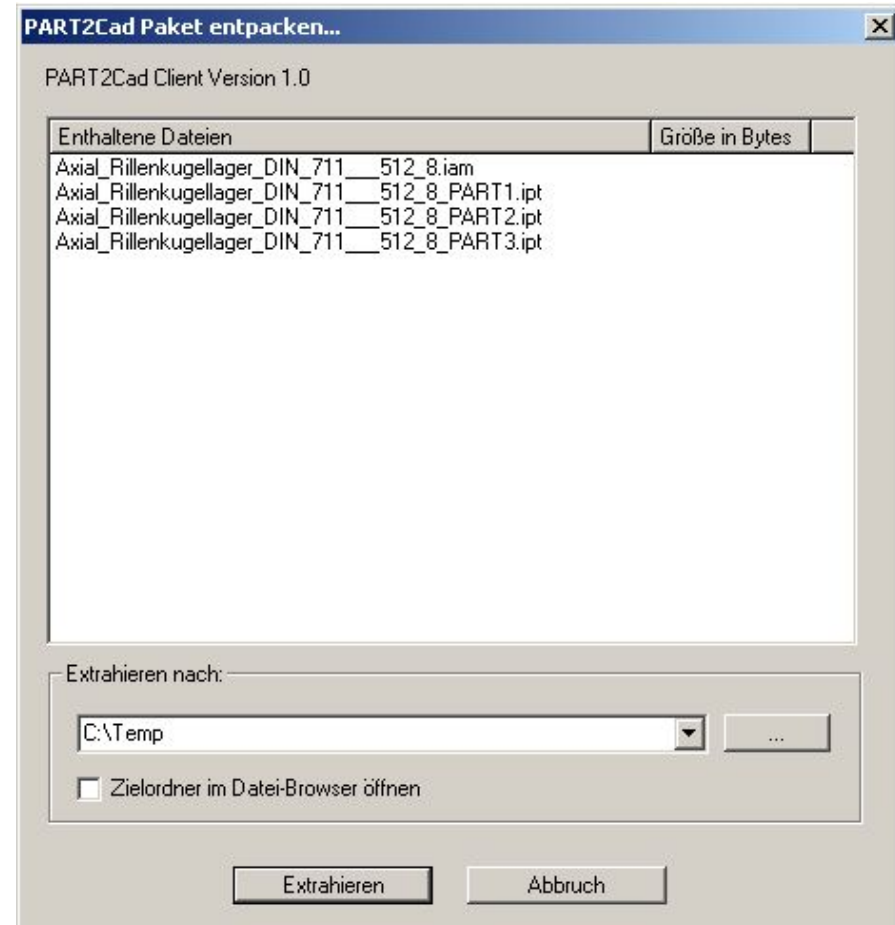 PART2Cad Paket entpacken...
PART2Cad Client Version 1.0
Enthaltene Dateien Größe in Bytes
Axial_Rillenkugellager_DIN_711___512_8.iam
Axial_Rillenkugellager_DIN_711___512_8_PART1.ipt
Axial_Rillenkugellager_DIN_711___512_8_PART2.ipt
Axial_Rillenkugellager_DIN_711___512_8_PART3.ipt
Extrahieren nach:
C:\Temp ...
Zielordner im Datei-Browser öffnen
Extrahieren Abbruch